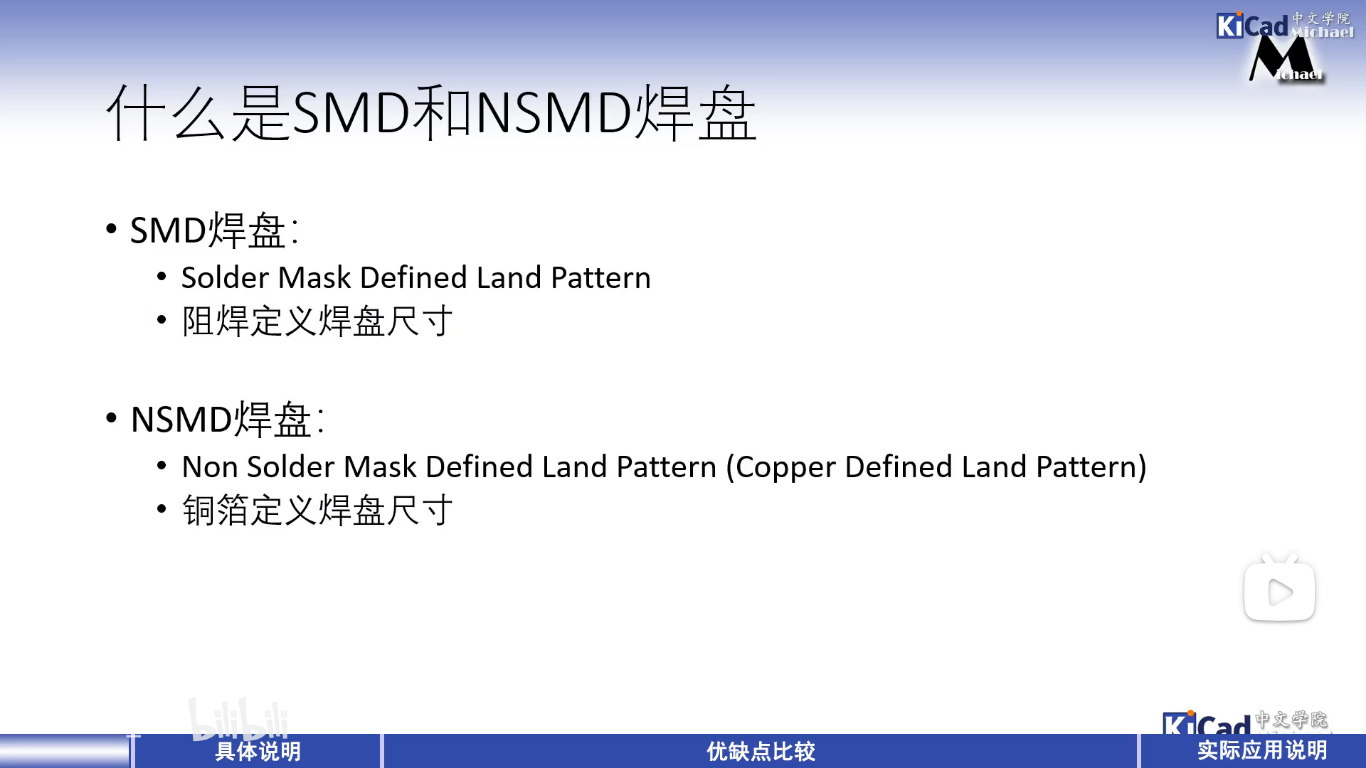 KiCad 中文学院
Michael
Michael
什么是SMD和NSMD焊盘
• SMD焊盘：
• Solder Mask Defined Land Pattern
• 阻焊定义焊盘尺寸
• NSMD焊盘：
• Non Solder Mask Defined Land Pattern (Copper Defined Land Pattern)
• 铜箔定义焊盘尺寸
bilibili
KiCad 中文学院
具体说明
优缺点比较
实际应用说明